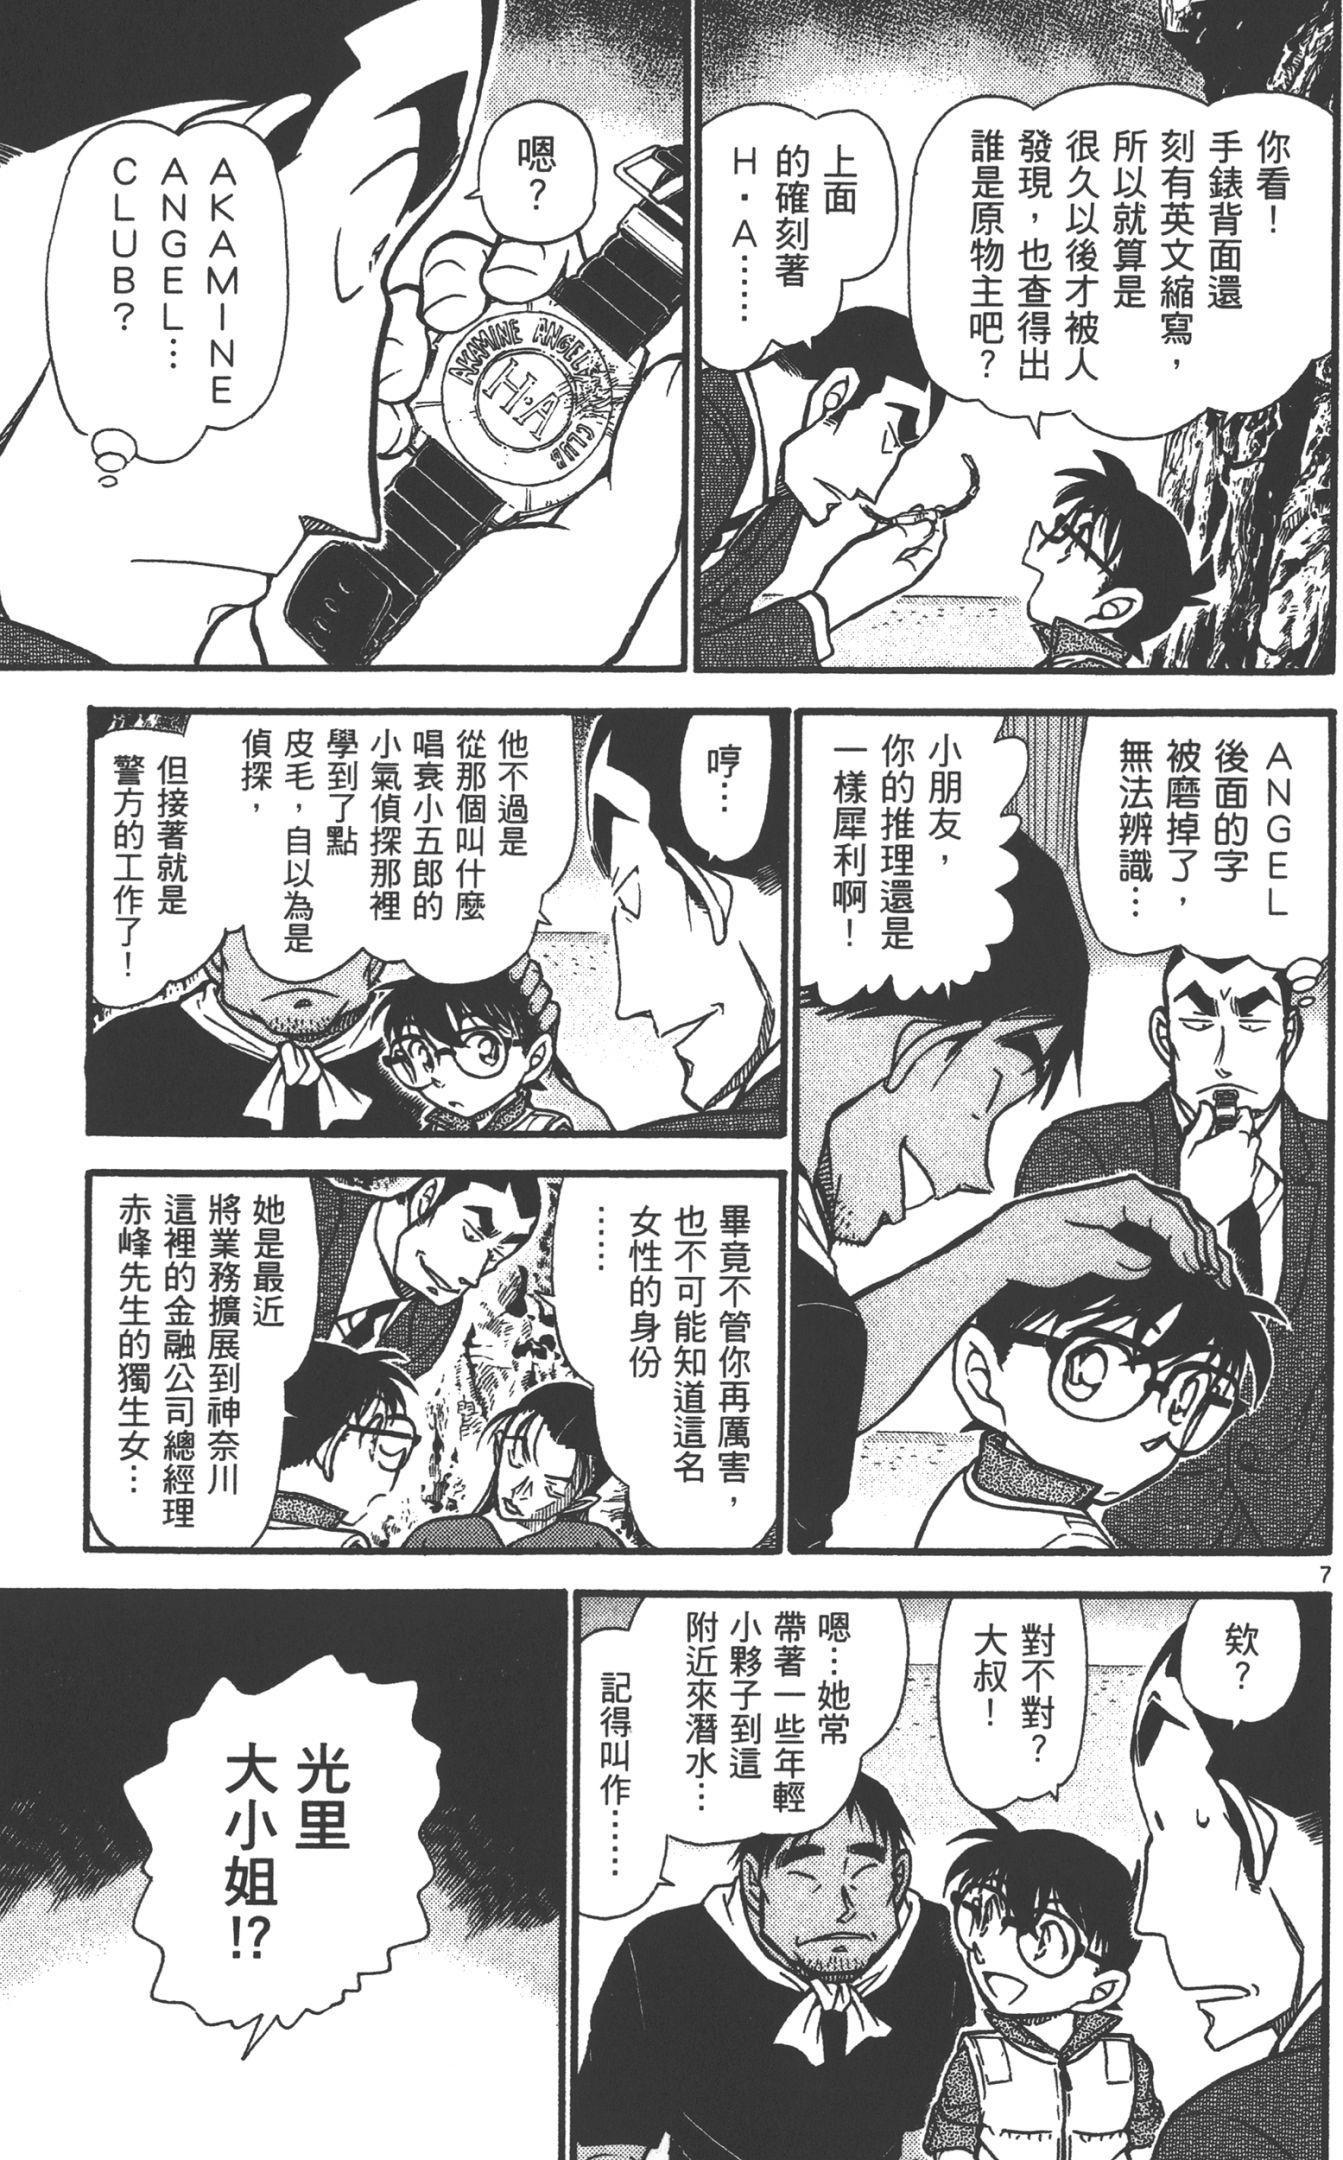 你看！
手錶背面還
刻有英文縮寫，
所以就算是
很久以後才被人
發現，也查得出
誰是原物主吧？
上面
的確刻著
H・A……
嗯？
AKAMINE ANGEL
CLUB
H・A
AKAMINE
ANGEL…
CLUB？
ANGEL
後面的字
被磨掉了，
無法辨識…
小朋友，
你的推理還是
一樣犀利啊！
哼…
他不過是
從那個叫什麼
唱衰小五郎的
小氣偵探那裡
學到了點
皮毛，自以為是
偵探，
但接著就是
警方的工作了！
畢竟不管你再厲害，
也不可能知道這名
女性的身份
……
她是最近
將業務擴展到神奈川
這裡的金融公司總經理
赤峰先生的獨生女…
7
欸？
對不對？
大叔！
嗯…她常
帶著一些年輕
小夥子到這
附近來潛水…
記得叫作……
光里
大小姐!?